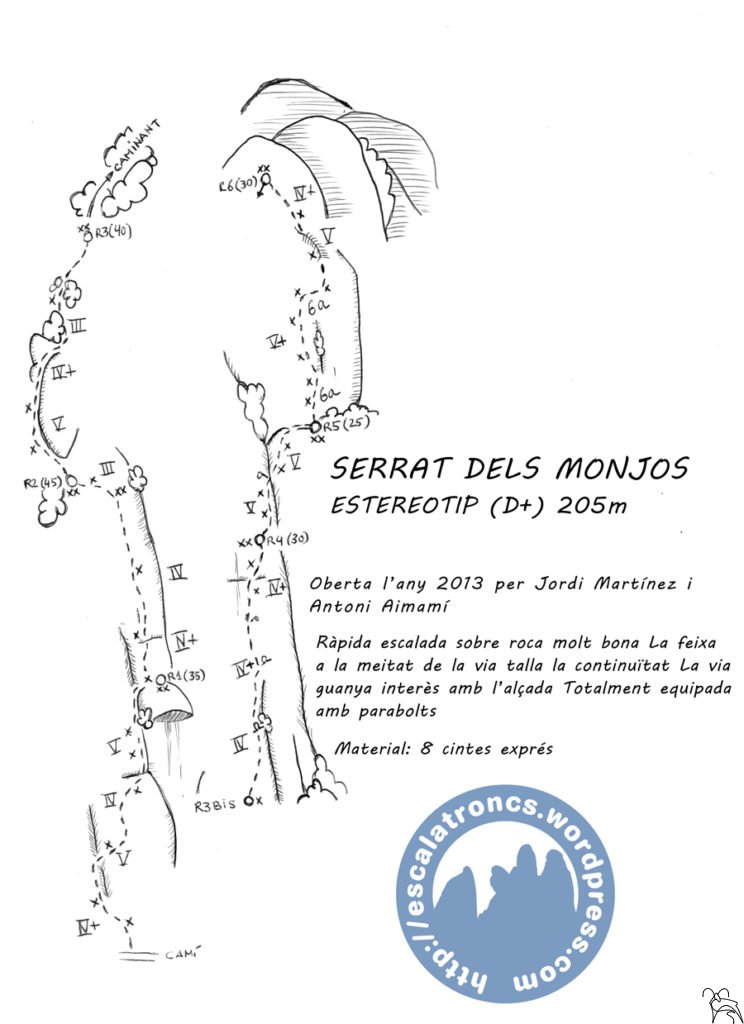 CAMINANT
R6(30)
IV+
V
R3(40)
6a
III
V+
IV+
6a
V
R5(25)
III
V
R2(45)
SERRAT DELS MONJOS
V
ESTEREOTIP (D+) 205m
R4(30)
IV
IV+
Oberta l'any 2013 per Jordi Martínez i
Antoni Aimamí
IV+
Ràpida escalada sobre roca molt bona La feixa
a la meitat de la via talla la continuïtat La via
guanya interès amb l'alçada Totalment equipada
amb parabolts
R1(35)
IV+
V
IV
Material: 8 cintes exprés
IV
R3Bis
V
IV+
CAMÍ
http://escalatroncs.wordpress.com